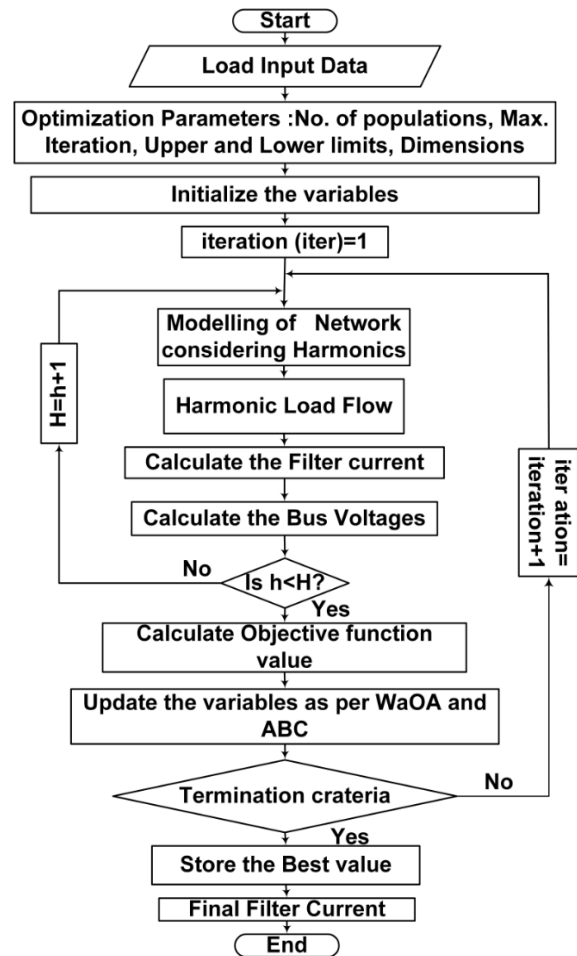 Start
Load Input Data
Optimization Parameters :No. of populations, Max.
Iteration, Upper and Lower limits, Dimensions
Initialize the variables
iteration (iter)=1
Modelling of Network
considering Harmonics
H=h+1
Harmonic Load Flow
Calculate the Filter current
iter ation=
iteration+1
Calculate the Bus Voltages
No
Is h<H?
Yes
Calculate Objective function
value
Update the variables as per WaOA and
ABC
Termination crateria
No
Yes
Store the Best value
Final Filter Current
End